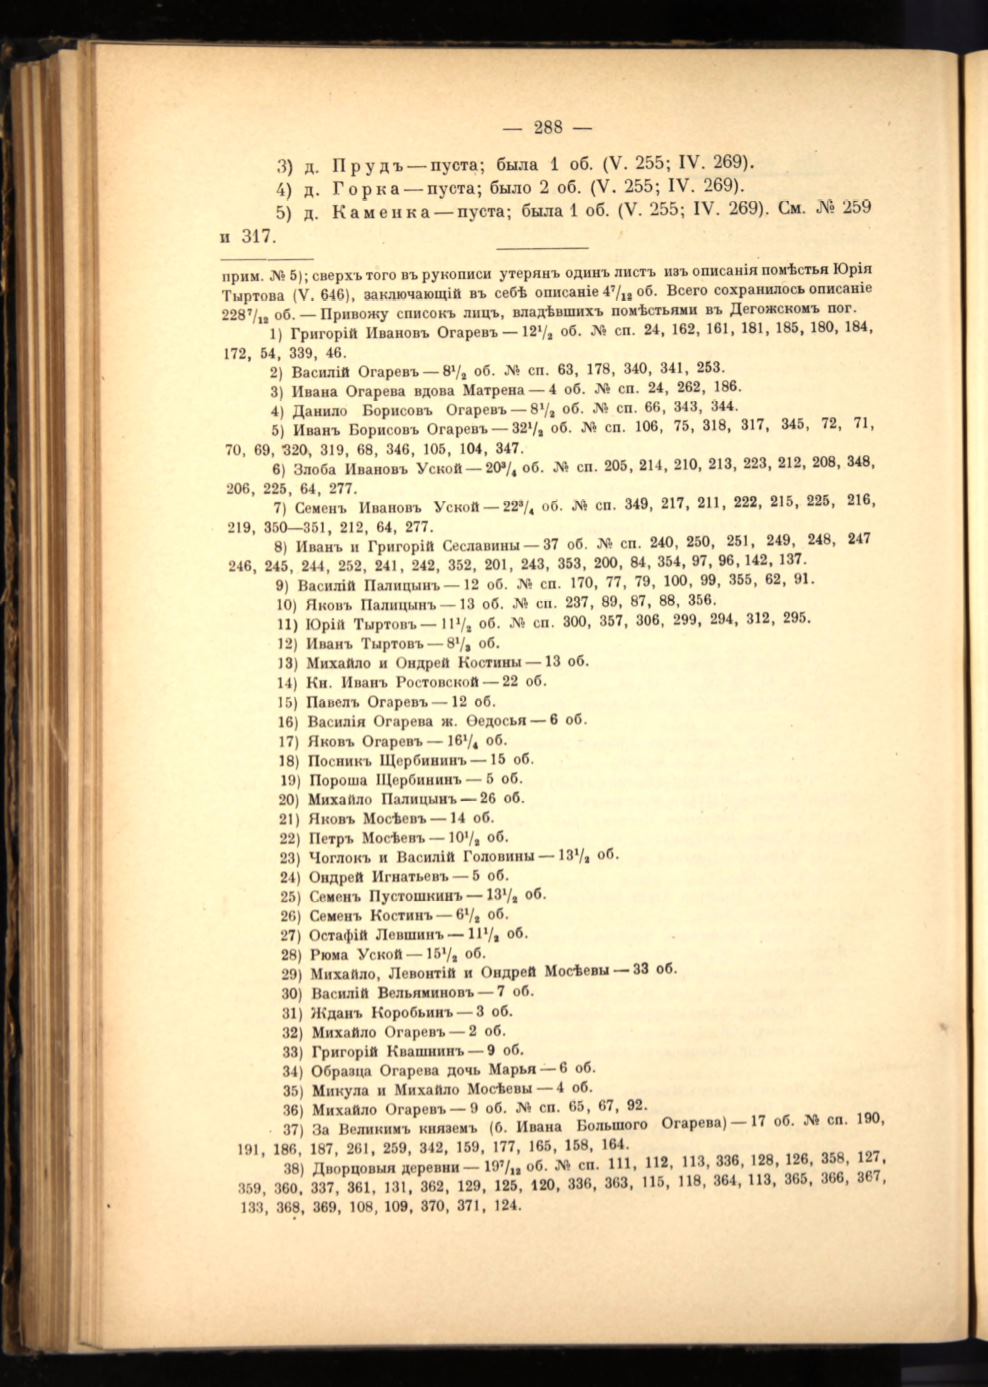 — 288 —
3) д. Прудъ — пуста; была 1 об. (V. 255; IV. 269).
4) д. Горка — пуста; было 2 об. (V. 255; IV. 269).
5) д. Каменка — пуста; была 1 об. (V. 255; IV. 269). См. № 259
и 317.
прим. № 5); сверхъ того въ рукописи утерянъ одинъ листъ изъ описанія помѣстья Юрія
Тыртова (V. 646), заключающій въ себѣ описаніе 4⁷/₁₂ об. Всего сохранилось описаніе
228⁷/₁₂ об. — Привожу списокъ лицъ, владѣвшихъ помѣстьями въ Дегожскомъ пог.
1) Григорій Ивановъ Огаревъ — 12¹/₂ об. № сп. 24, 162, 161, 181, 185, 180, 184,
172, 54, 339, 46.
2) Василій Огаревъ — 8¹/₂ об. № сп. 63, 178, 340, 341, 253.
3) Ивана Огарева вдова Матрена — 4 об. № сп. 24, 262, 186.
4) Данило Борисовъ Огаревъ — 8¹/₂ об. № сп. 66, 343, 344.
5) Иванъ Борисовъ Огаревъ — 32¹/₂ об. № сп. 106, 75, 318, 317, 345, 72, 71,
70, 69, 320, 319, 68, 346, 105, 104, 347.
6) Злоба Ивановъ Уской — 20³/₄ об. № сп. 205, 214, 210, 213, 223, 212, 208, 348,
206, 225, 64, 277.
7) Семенъ Ивановъ Уской — 22³/₄ об. № сп. 349, 217, 211, 222, 215, 225, 216,
219, 350—351, 212, 64, 277.
8) Иванъ и Григорій Сеславины — 37 об. № сп. 240, 250, 251, 249, 248, 247
246, 245, 244, 252, 241, 242, 352, 201, 243, 353, 200, 84, 354, 97, 96, 142, 137.
9) Василій Палицынъ — 12 об. № сп. 170, 77, 79, 100, 99, 355, 62, 91.
10) Яковъ Палицынъ — 13 об. № сп. 237, 89, 87, 88, 356.
11) Юрій Тыртовъ — 11¹/₂ об. № сп. 300, 357, 306, 299, 294, 312, 295.
12) Иванъ Тыртовъ — 8¹/₃ об.
13) Михайло и Ондрей Костины — 13 об.
14) Кн. Иванъ Ростовской — 22 об.
15) Павелъ Огаревъ — 12 об.
16) Василія Огарева ж. Ѳедосья — 6 об.
17) Яковъ Огаревъ — 16¹/₄ об.
18) Посникъ Щербининъ — 15 об.
19) Пороша Щербининъ — 5 об.
20) Михайло Палицынъ — 26 об.
21) Яковъ Мосѣевъ — 14 об.
22) Петръ Мосѣевъ — 10¹/₂ об.
23) Чоглокъ и Василій Головины — 13¹/₂ об.
24) Ондрей Игнатьевъ — 5 об.
25) Семенъ Пустошкинъ — 13¹/₂ об.
26) Семенъ Костинъ — 6¹/₂ об.
27) Остафій Левшинъ — 11¹/₂ об.
28) Рюма Уской — 15¹/₂ об.
29) Михайло, Левонтій и Ондрей Мосѣевы — 33 об.
30) Василій Вельяминовъ — 7 об.
31) Жданъ Коробьинъ — 3 об.
32) Михайло Огаревъ — 2 об.
33) Григорій Квашнинъ — 9 об.
34) Образца Огарева дочь Марья — 6 об.
35) Микула и Михайло Мосѣевы — 4 об.
36) Михайло Огаревъ — 9 об. № сп. 65, 67, 92.
37) За Великимъ княземъ (б. Ивана Большого Огарева) — 17 об. № сп. 190,
191, 186, 187, 261, 259, 342, 159, 177, 165, 158, 164.
38) Дворцовыя деревни — 19⁷/₁₂ об. № сп. 111, 112, 113, 336, 128, 126, 358, 127,
359, 360, 337, 361, 131, 362, 129, 125, 120, 336, 363, 115, 118, 364, 113, 365, 366, 367,
133, 368, 369, 108, 109, 370, 371, 124.